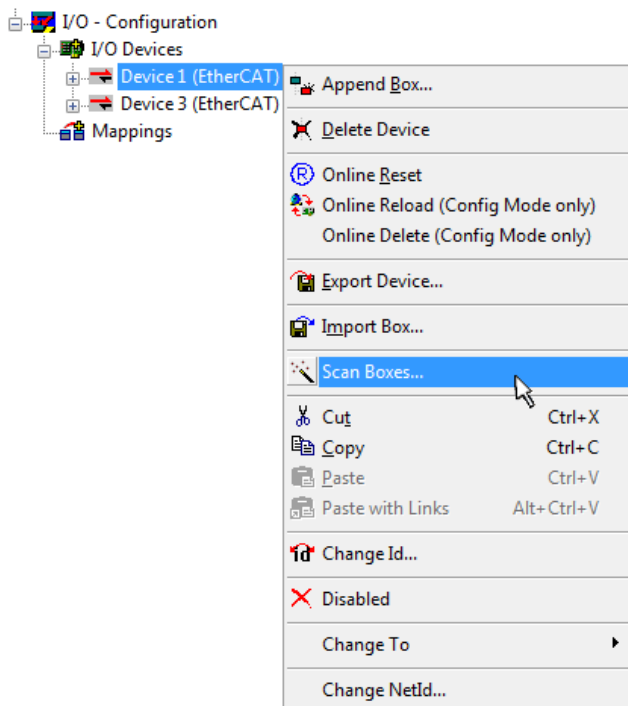 I/O - Configuration
I/O Devices
Device 1 (EtherCAT)
Device 3 (EtherCAT)
Mappings
Append Box...
Delete Device
Online Reset
Online Reload (Config Mode only)
Online Delete (Config Mode only)
Export Device...
Import Box...
Scan Boxes...
Cut Ctrl+X
Copy Ctrl+C
Paste Ctrl+V
Paste with Links Alt+Ctrl+V
Change Id...
Disabled
Change To
Change NetId...